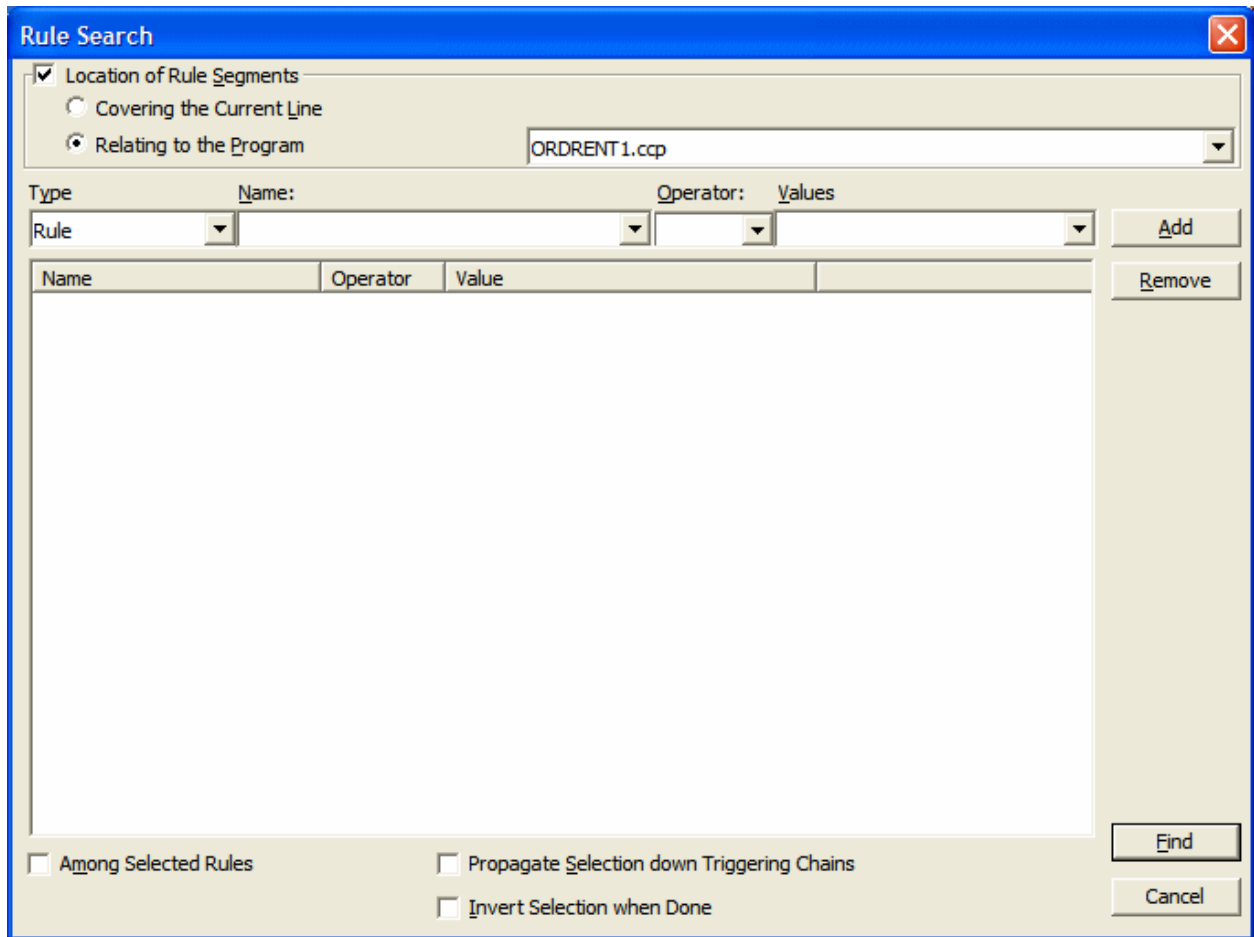 Rule Search
Location of Rule Segments
Covering the Current Line
Relating to the Program ORDRENT1.ccp
Type Name: Operator: Values
Rule Add
Name Operator Value Remove
Find
Among Selected Rules Propagate Selection down Triggering Chains
Cancel
Invert Selection when Done